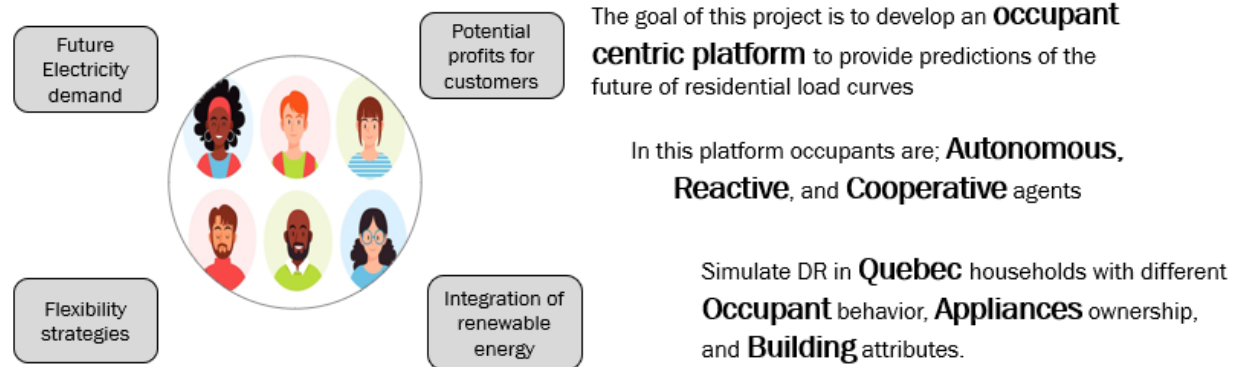 Future
Electricity
demand
Potential
profits for
customers
Flexibility
strategies
Integration of
renewable
energy
The goal of this project is to develop an occupant
centric platform to provide predictions of the
future of residential load curves
In this platform occupants are; Autonomous,
Reactive, and Cooperative agents
Simulate DR in Quebec households with different
Occupant behavior, Appliances ownership,
and Building attributes.